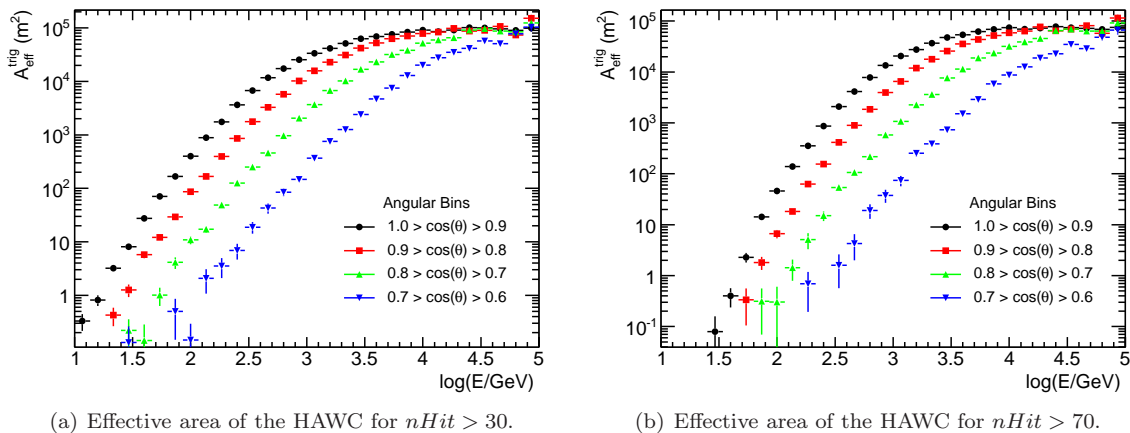 A_eff^trig (m²)
10⁵
10⁴
10³
10²
10
1
Angular Bins
1.0 > cos(θ) > 0.9
0.9 > cos(θ) > 0.8
0.8 > cos(θ) > 0.7
0.7 > cos(θ) > 0.6
1 1.5 2 2.5 3 3.5 4 4.5 5
log(E/GeV)
(a) Effective area of the HAWC for nHit > 30.
A_eff^trig (m²)
10⁵
10⁴
10³
10²
10
1
10⁻¹
Angular Bins
1.0 > cos(θ) > 0.9
0.9 > cos(θ) > 0.8
0.8 > cos(θ) > 0.7
0.7 > cos(θ) > 0.6
1 1.5 2 2.5 3 3.5 4 4.5 5
log(E/GeV)
(b) Effective area of the HAWC for nHit > 70.